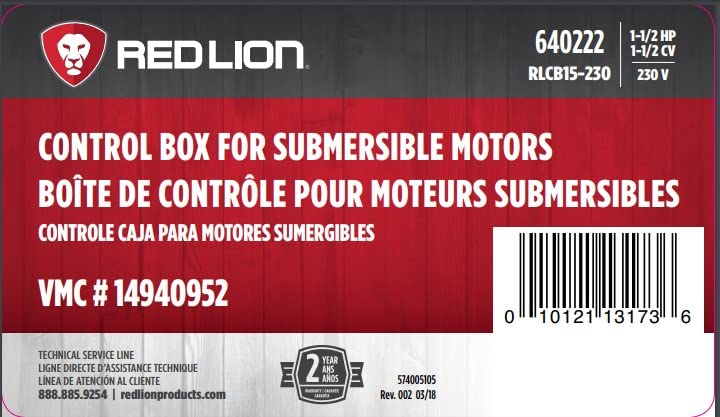 RED LION
640222
RLCB15-230
1-1/2 HP
1-1/2 CV
230 V
CONTROL BOX FOR SUBMERSIBLE MOTORS
BOÎTE DE CONTRÔLE POUR MOTEURS SUBMERSIBLES
CONTROLE CAJA PARA MOTORES SUMERGIBLES
VMC # 14940952
0 10121 13173 6
TECHNICAL SERVICE LINE
LIGNE DIRECTE D'ASSISTANCE TECHNIQUE
LÍNEA DE ATENCIÓN AL CLIENTE
888.885.9254 | redlionproducts.com
2 YEAR
ANS
AÑOS
WARRANTY | GARANTIE
GARANTÍA
574005105
Rev. 002 03/18